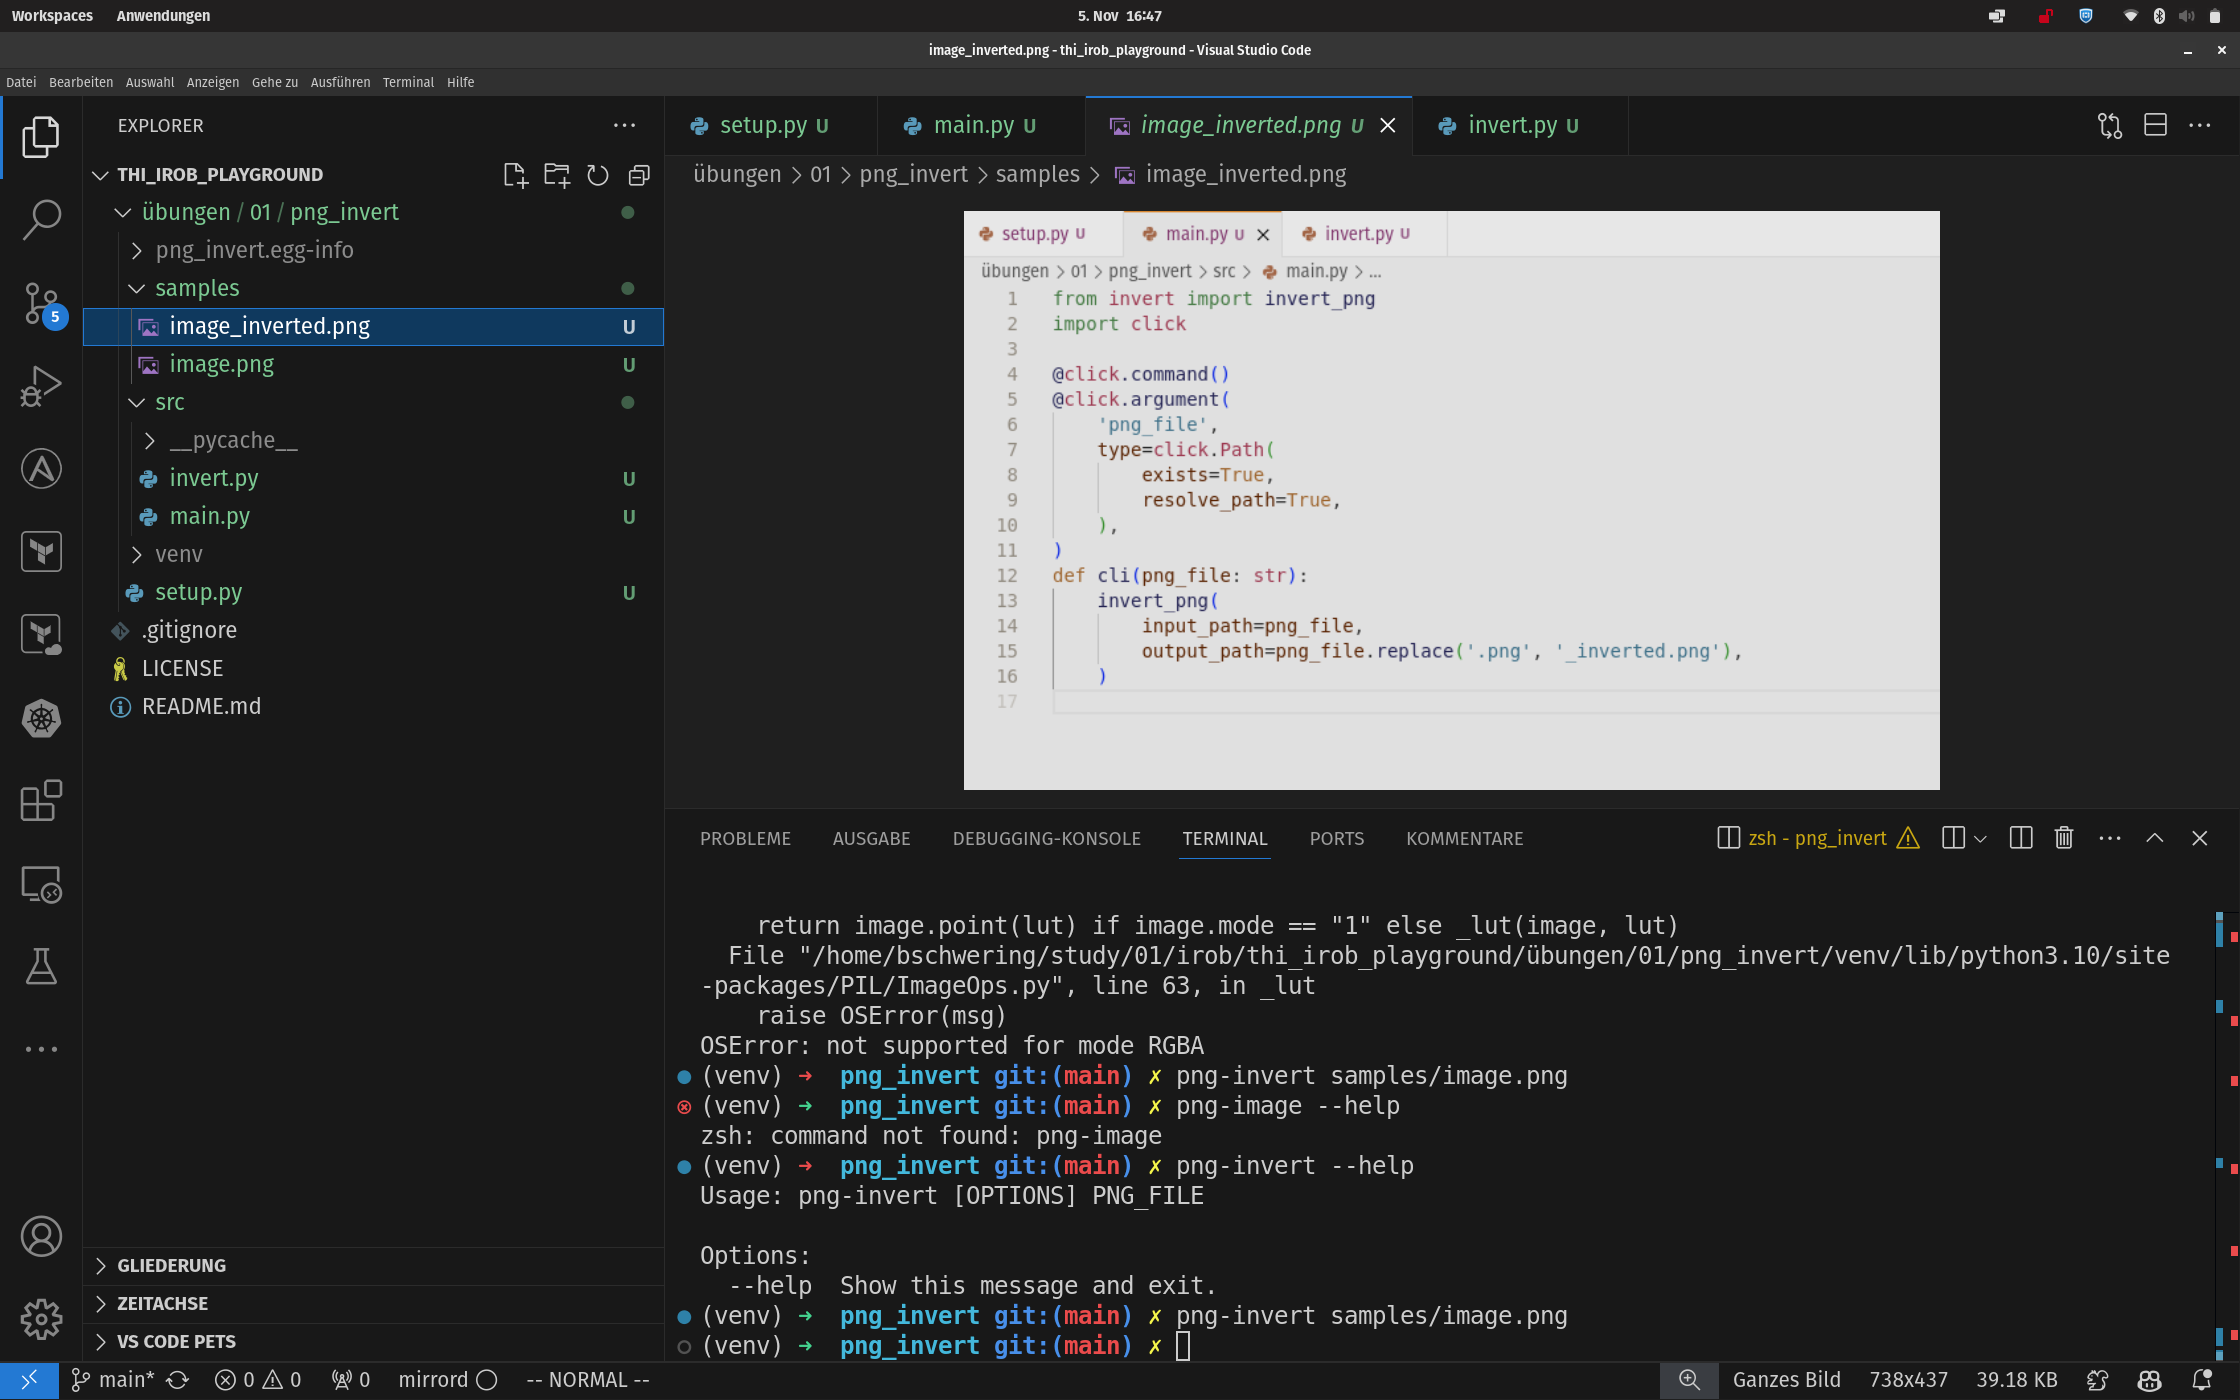 Workspaces Anwendungen 5. Nov 16:47
image_inverted.png - thi_irob_playground - Visual Studio Code
Datei Bearbeiten Auswahl Anzeigen Gehe zu Ausführen Terminal Hilfe
EXPLORER
THI_IROB_PLAYGROUND
übungen / 01 / png_invert
png_invert.egg-info
samples
image_inverted.png U
image.png U
src
__pycache__
invert.py U
main.py U
venv
setup.py U
.gitignore
LICENSE
README.md
5
GLIEDERUNG
ZEITACHSE
VS CODE PETS
setup.py U main.py U image_inverted.png U invert.py U
übungen > 01 > png_invert > samples > image_inverted.png
setup.py U main.py U invert.py U
übungen > 01 > png_invert > src > main.py > ...
1 from invert import invert_png
2 import click
3
4 @click.command()
5 @click.argument(
6 'png_file',
7 type=click.Path(
8 exists=True,
9 resolve_path=True,
10 ),
11 )
12 def cli(png_file: str):
13 invert_png(
14 input_path=png_file,
15 output_path=png_file.replace('.png', '_inverted.png'),
16 )
17
PROBLEME AUSGABE DEBUGGING-KONSOLE TERMINAL PORTS KOMMENTARE zsh - png_invert
return image.point(lut) if image.mode == "1" else _lut(image, lut)
File "/home/bschwering/study/01/irob/thi_irob_playground/übungen/01/png_invert/venv/lib/python3.10/site
-packages/PIL/ImageOps.py", line 63, in _lut
raise OSError(msg)
OSError: not supported for mode RGBA
(venv) ➜ png_invert git:(main) ✗ png-invert samples/image.png
(venv) ➜ png_invert git:(main) ✗ png-image --help
zsh: command not found: png-image
(venv) ➜ png_invert git:(main) ✗ png-invert --help
Usage: png-invert [OPTIONS] PNG_FILE
Options:
--help Show this message and exit.
(venv) ➜ png_invert git:(main) ✗ png-invert samples/image.png
(venv) ➜ png_invert git:(main) ✗
main* 0 0 0 mirrord -- NORMAL -- Ganzes Bild 738x437 39.18 KB